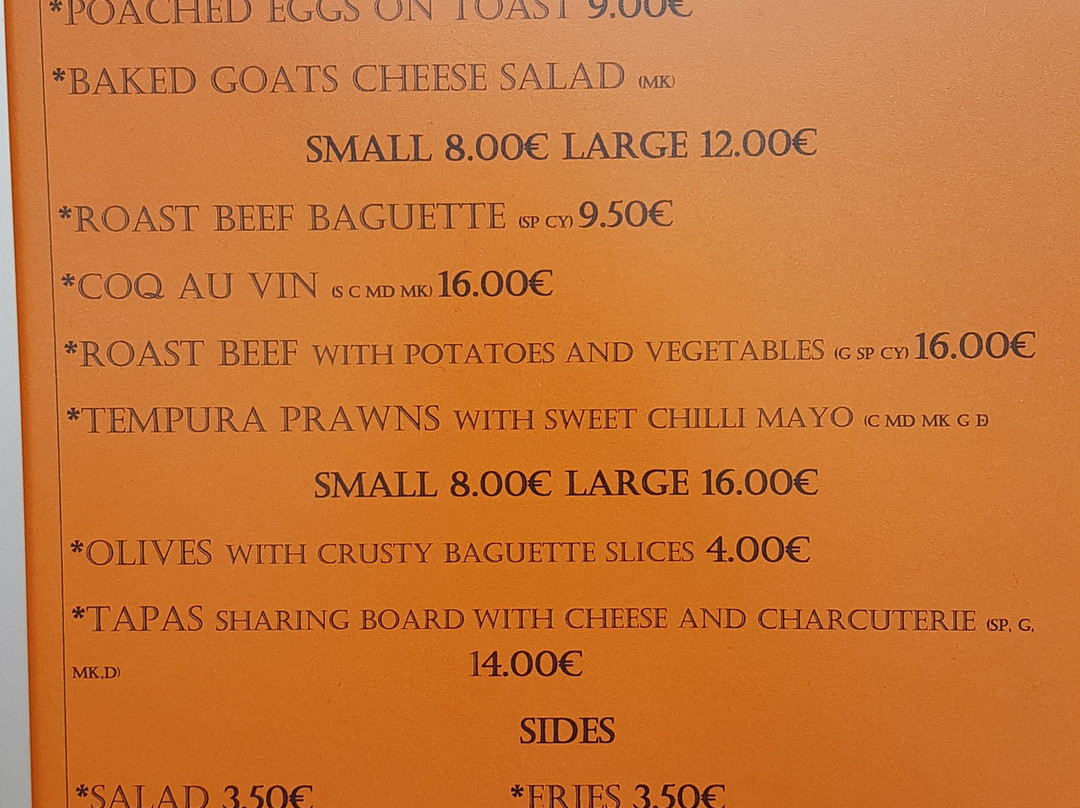 *POACHED EGGS ON TOAST 9.00€
*BAKED GOATS CHEESE SALAD (MK)
SMALL 8.00€ LARGE 12.00€
*ROAST BEEF BAGUETTE (SP CY) 9.50€
*COQ AU VIN (S C MD MK) 16.00€
*ROAST BEEF WITH POTATOES AND VEGETABLES (G SP CY) 16.00€
*TEMPURA PRAWNS WITH SWEET CHILLI MAYO (C MD MK G E)
SMALL 8.00€ LARGE 16.00€
*OLIVES WITH CRUSTY BAGUETTE SLICES 4.00€
*TAPAS SHARING BOARD WITH CHEESE AND CHARCUTERIE (SP, G,
MK,D) 14.00€
SIDES
*SALAD 3.50€ *FRIES 3.50€